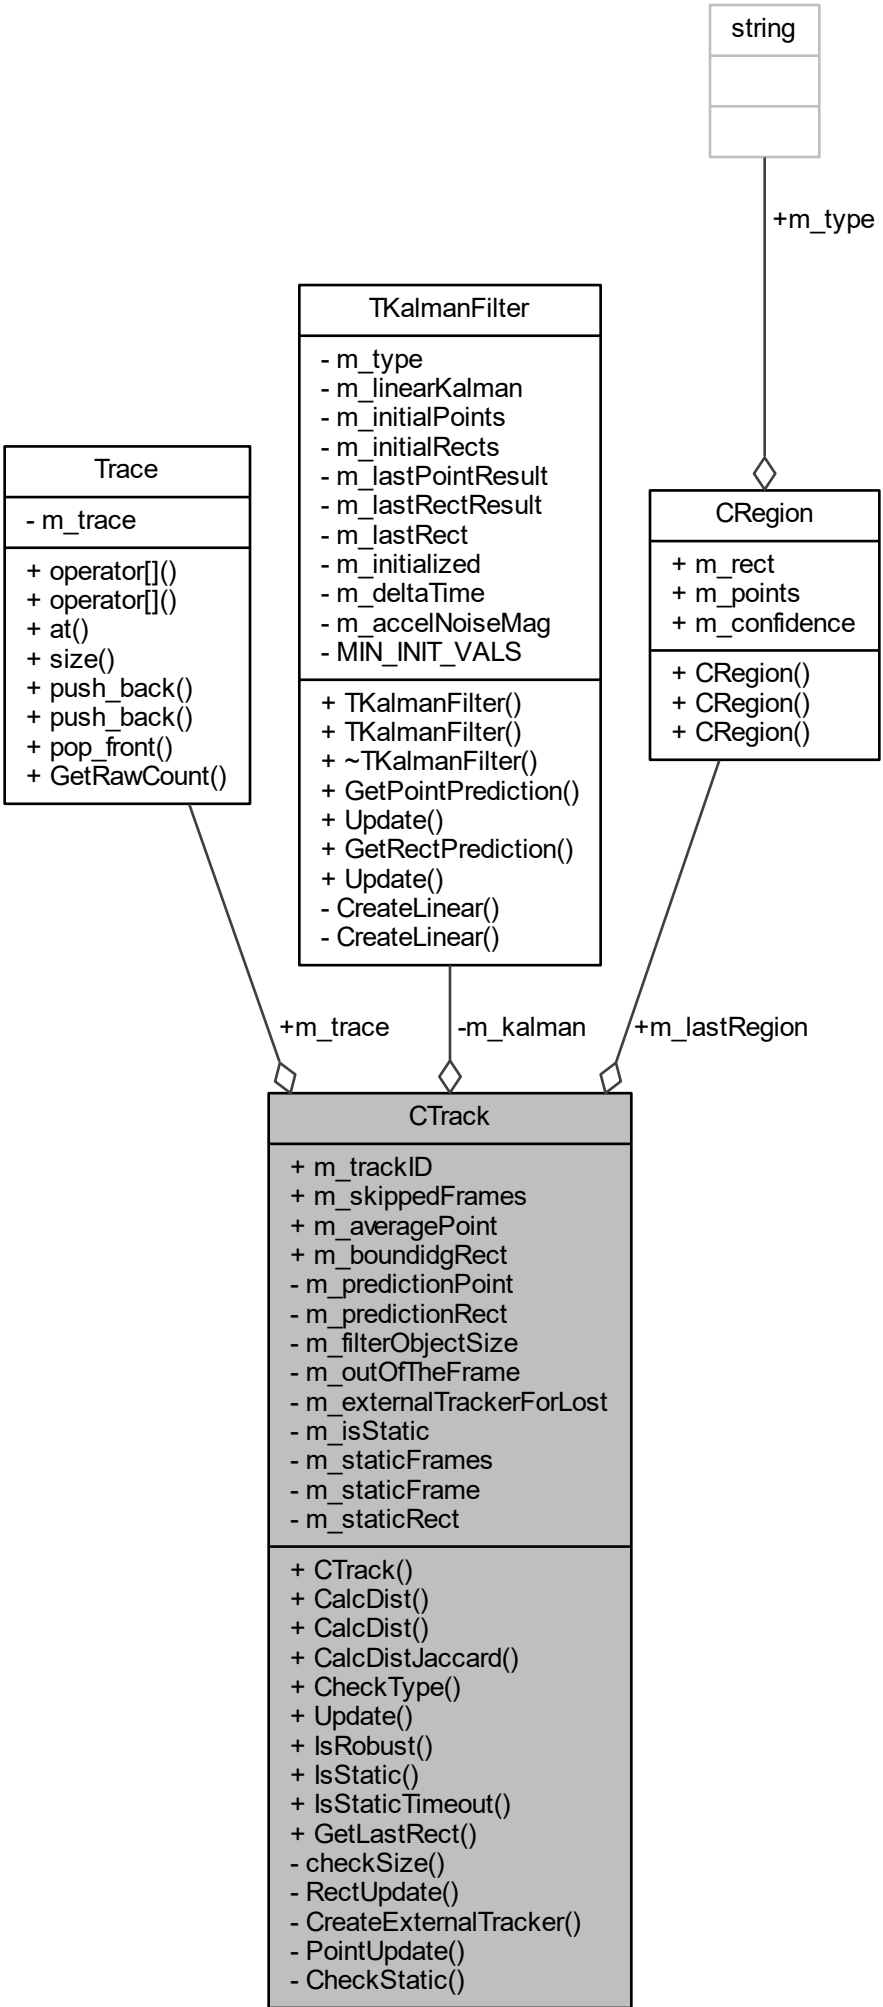 string
+m_type
TKalmanFilter
- m_type
- m_linearKalman
- m_initialPoints
- m_initialRects
- m_lastPointResult
- m_lastRectResult
- m_lastRect
- m_initialized
- m_deltaTime
- m_accelNoiseMag
- MIN_INIT_VALS
+ TKalmanFilter()
+ TKalmanFilter()
+ ~TKalmanFilter()
+ GetPointPrediction()
+ Update()
+ GetRectPrediction()
+ Update()
- CreateLinear()
- CreateLinear()
Trace
- m_trace
+ operator[]()
+ operator[]()
+ at()
+ size()
+ push_back()
+ push_back()
+ pop_front()
+ GetRawCount()
CRegion
+ m_rect
+ m_points
+ m_confidence
+ CRegion()
+ CRegion()
+ CRegion()
+m_trace
-m_kalman
+m_lastRegion
CTrack
+ m_trackID
+ m_skippedFrames
+ m_averagePoint
+ m_boundidgRect
- m_predictionPoint
- m_predictionRect
- m_filterObjectSize
- m_outOfTheFrame
- m_externalTrackerForLost
- m_isStatic
- m_staticFrames
- m_staticFrame
- m_staticRect
+ CTrack()
+ CalcDist()
+ CalcDist()
+ CalcDistJaccard()
+ CheckType()
+ Update()
+ IsRobust()
+ IsStatic()
+ IsStaticTimeout()
+ GetLastRect()
- checkSize()
- RectUpdate()
- CreateExternalTracker()
- PointUpdate()
- CheckStatic()